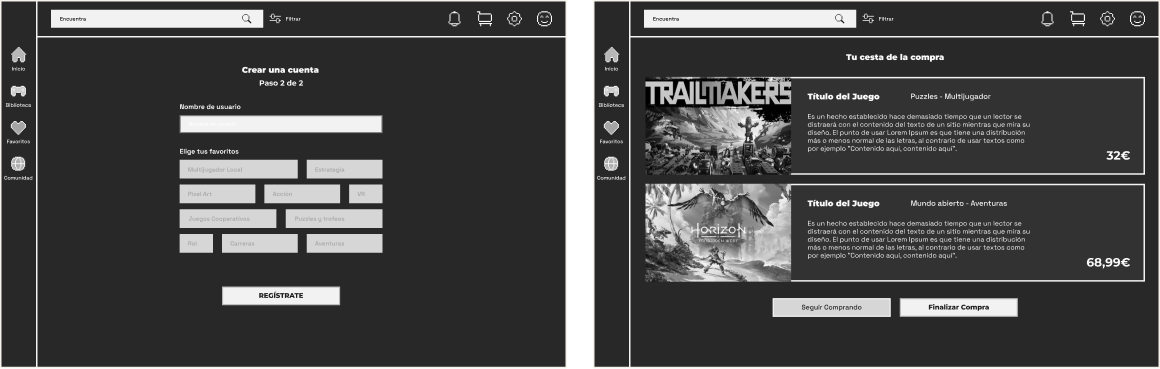 Encuentra
Filtrar
Inicio
Biblioteca
Favoritos
Comunidad
Crear una cuenta
Paso 2 de 2
Nombre de usuario
Elige tus favoritos
Multijugador Local
Estrategia
Pixel Art
Acción
VR
Juegos Cooperativos
Puzzles y trofeos
Rol
Carreras
Aventuras
REGÍSTRATE
Encuentra
Filtrar
Inicio
Biblioteca
Favoritos
Comunidad
Tu cesta de la compra
TRAILMAKERS
Título del Juego
Puzzles - Multijugador
Es un hecho establecido hace demasiado tiempo que un lector se
distraerá con el contenido del texto de un sitio mientras que mira su
diseño. El punto de usar Lorem Ipsum es que tiene una distribución
más o menos normal de las letras, al contrario de usar textos como
por ejemplo "Contenido aquí, contenido aquí".
32€
HORIZON
FORBIDDEN WEST
Título del Juego
Mundo abierto - Aventuras
Es un hecho establecido hace demasiado tiempo que un lector se
distraerá con el contenido del texto de un sitio mientras que mira su
diseño. El punto de usar Lorem Ipsum es que tiene una distribución
más o menos normal de las letras, al contrario de usar textos como
por ejemplo "Contenido aquí, contenido aquí".
68,99€
Seguir Comprando
Finalizar Compra